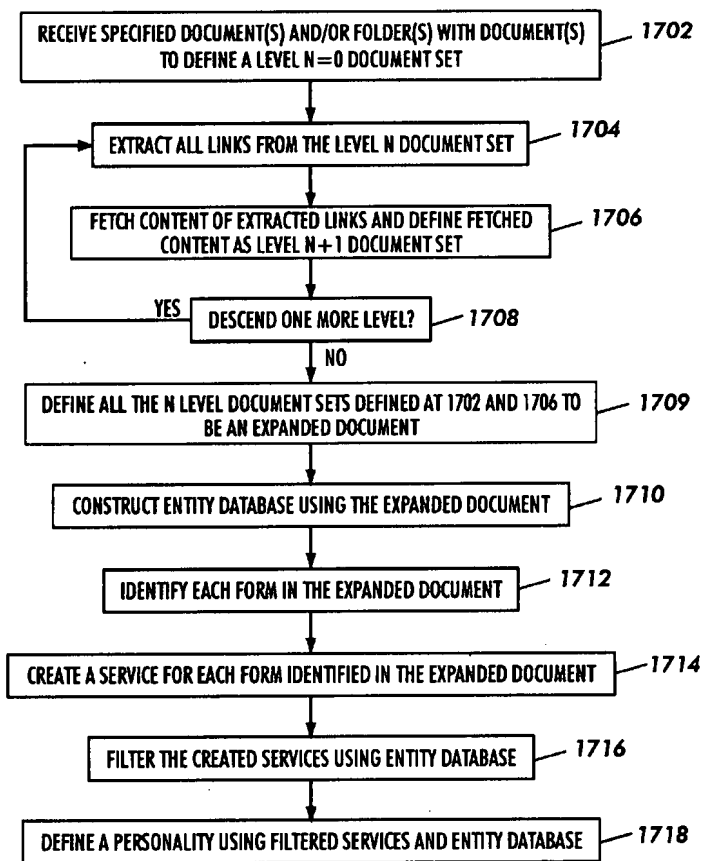 RECEIVE SPECIFIED DOCUMENT(S) AND/OR FOLDER(S) WITH DOCUMENT(S)
TO DEFINE A LEVEL N=0 DOCUMENT SET
1702
EXTRACT ALL LINKS FROM THE LEVEL N DOCUMENT SET
1704
FETCH CONTENT OF EXTRACTED LINKS AND DEFINE FETCHED
CONTENT AS LEVEL N+1 DOCUMENT SET
1706
YES
DESCEND ONE MORE LEVEL?
1708
NO
DEFINE ALL THE N LEVEL DOCUMENT SETS DEFINED AT 1702 AND 1706 TO
BE AN EXPANDED DOCUMENT
1709
CONSTRUCT ENTITY DATABASE USING THE EXPANDED DOCUMENT
1710
IDENTIFY EACH FORM IN THE EXPANDED DOCUMENT
1712
CREATE A SERVICE FOR EACH FORM IDENTIFIED IN THE EXPANDED DOCUMENT
1714
FILTER THE CREATED SERVICES USING ENTITY DATABASE
1716
DEFINE A PERSONALITY USING FILTERED SERVICES AND ENTITY DATABASE
1718